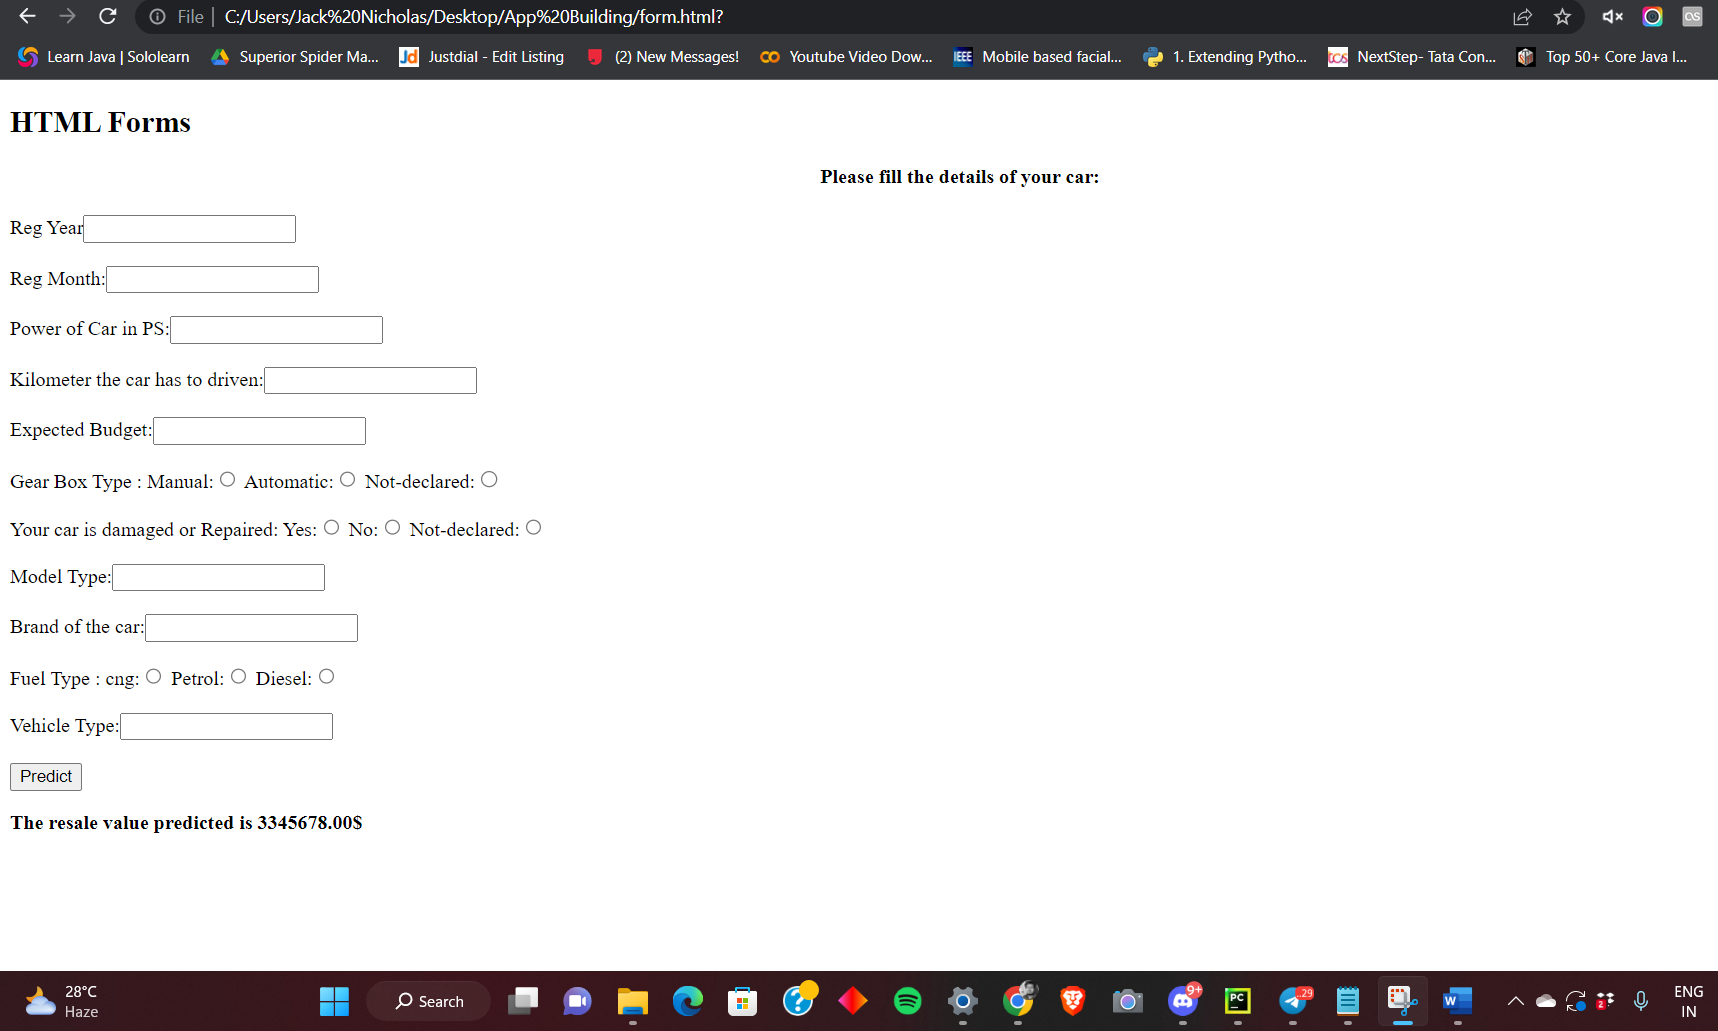 File | C:/Users/Jack%20Nicholas/Desktop/App%20Building/form.html?
Learn Java | Sololearn Superior Spider Ma... Jd Justdial - Edit Listing (2) New Messages! Youtube Video Dow... IEEE Mobile based facial... 1. Extending Pytho... tcs NextStep- Tata Con... Top 50+ Core Java I...
HTML Forms
Please fill the details of your car:
Reg Year
Reg Month:
Power of Car in PS:
Kilometer the car has to driven:
Expected Budget:
Gear Box Type : Manual: Automatic: Not-declared:
Your car is damaged or Repaired: Yes: No: Not-declared:
Model Type:
Brand of the car:
Fuel Type : cng: Petrol: Diesel:
Vehicle Type:
Predict
The resale value predicted is 3345678.00$
28°C
Haze
Search
9+
PC
29
W
2
ENG
IN